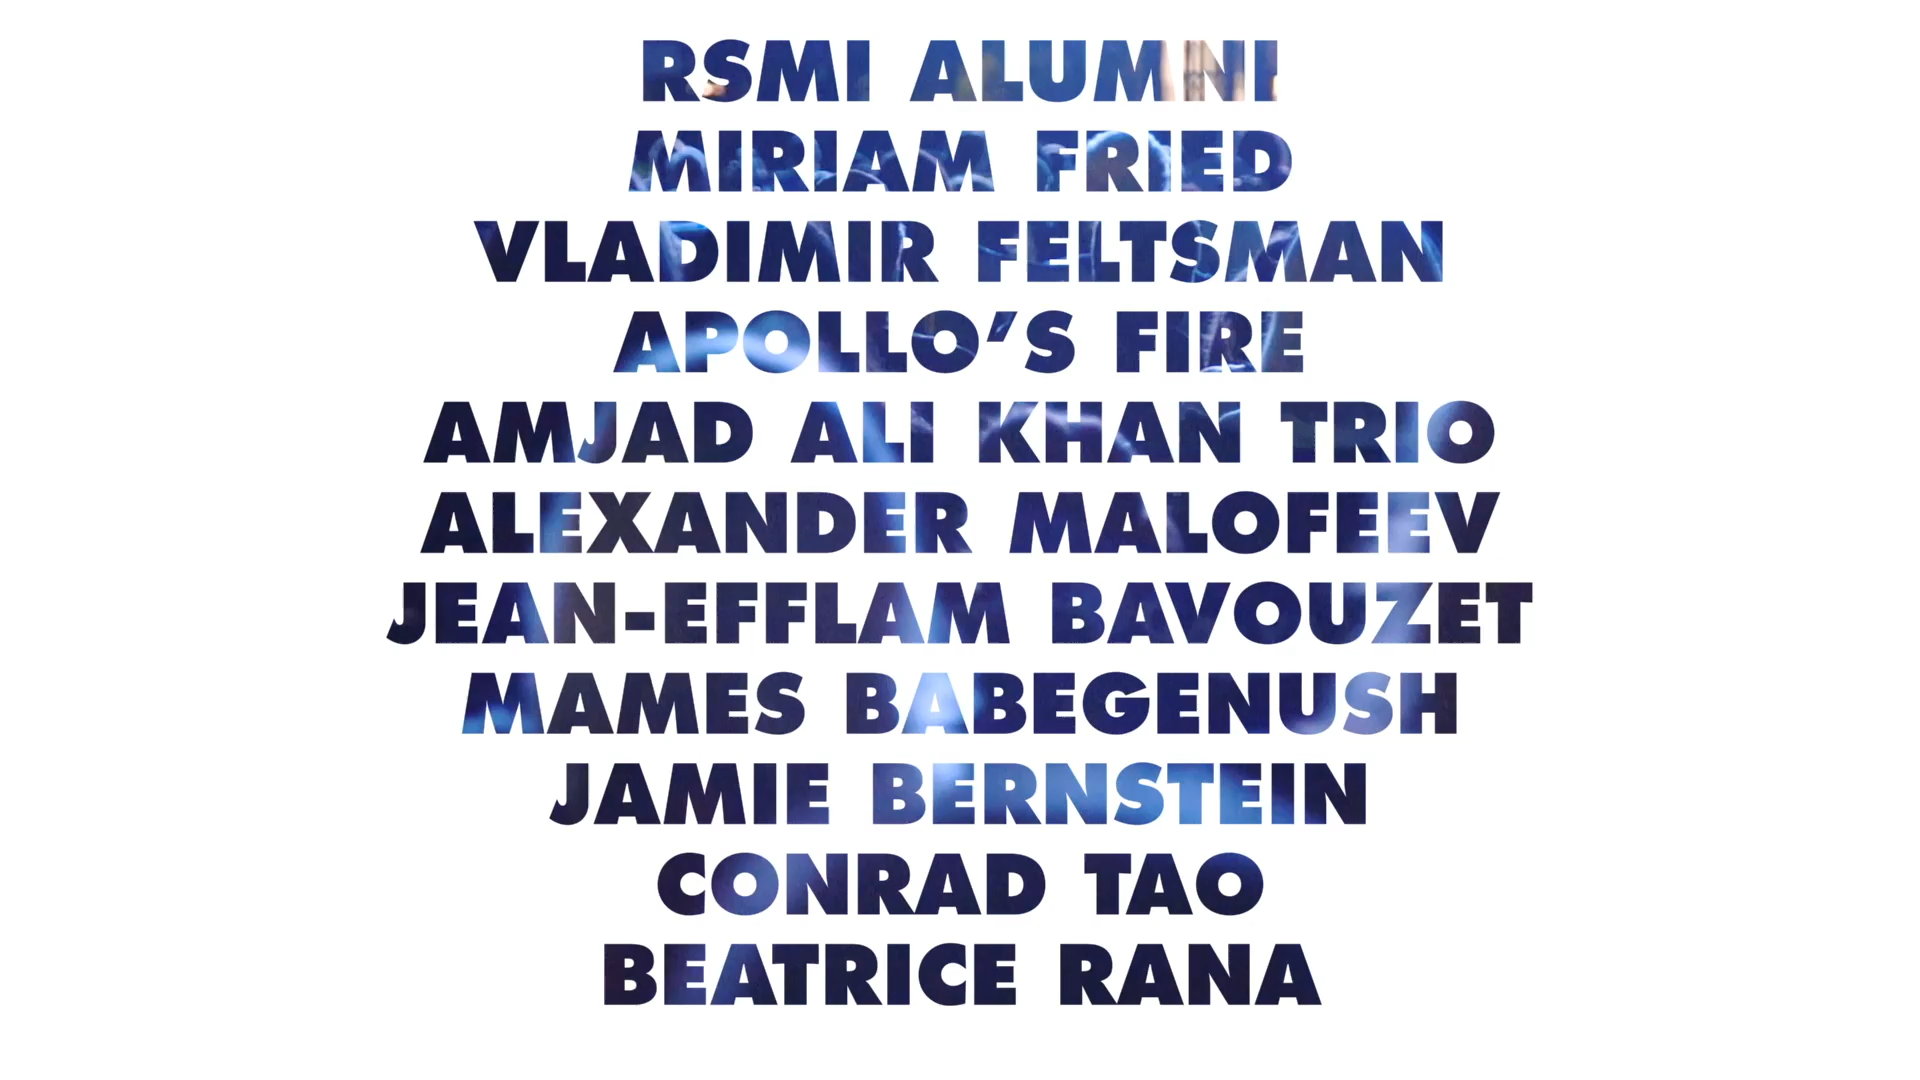 RSMI ALUMNI
MIRIAM FRIED
VLADIMIR FELTSMAN
APOLLO’S FIRE
AMJAD ALI KHAN TRIO
ALEXANDER MALOFEEV
JEAN-EFFLAM BAVOUZET
MAMES BABEGENUSH
JAMIE BERNSTEIN
CONRAD TAO
BEATRICE RANA